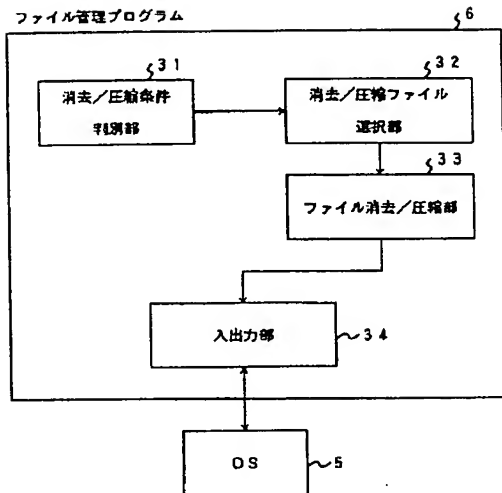 ファイル管理プログラム
6
31
消去／圧縮条件
判別部
32
消去／圧縮ファイル
選択部
33
ファイル消去／圧縮部
入出力部
34
OS
5